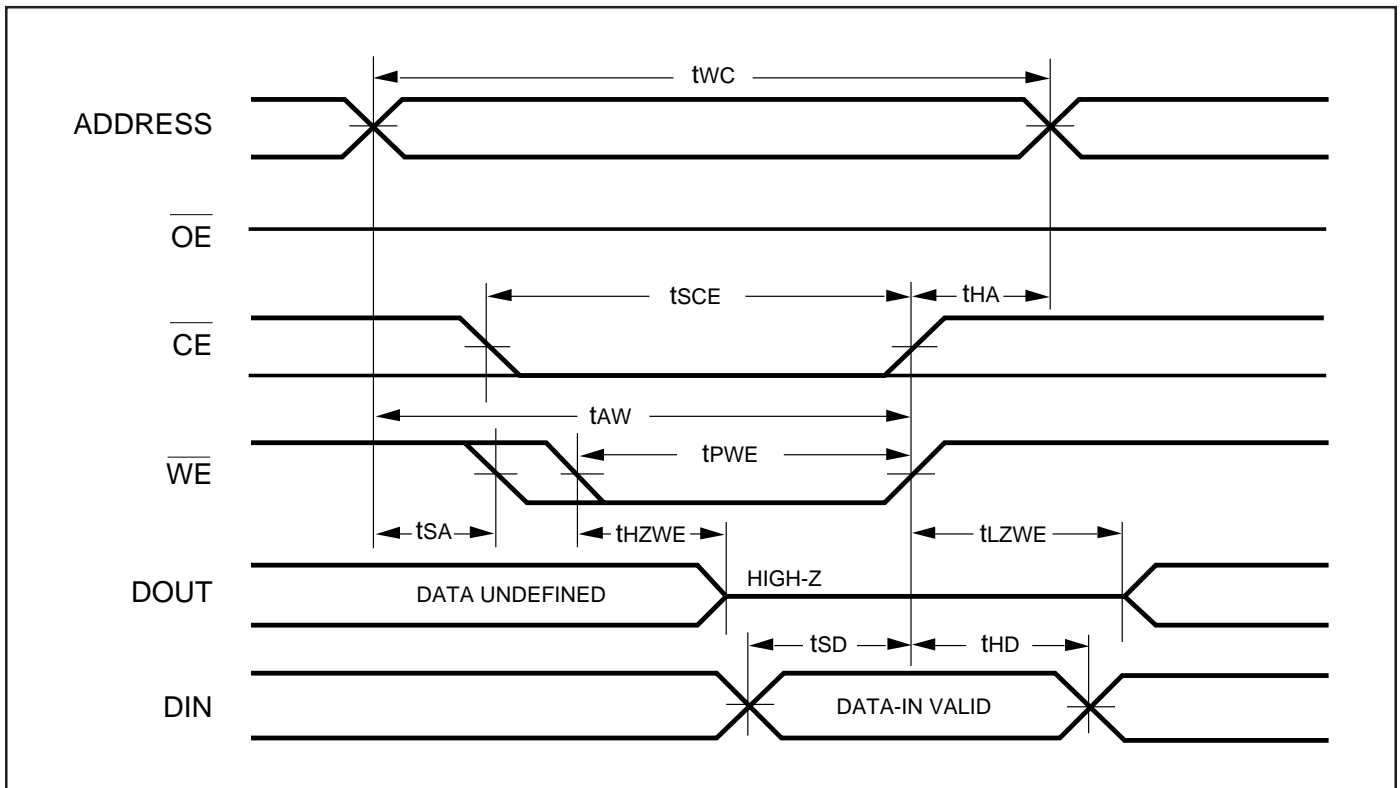 tWC
ADDRESS
OE
tSCE
tHA
CE
tAW
tPWE
WE
tSA
tHZWE
tLZWE
DOUT
DATA UNDEFINED
HIGH-Z
tSD
tHD
DIN
DATA-IN VALID